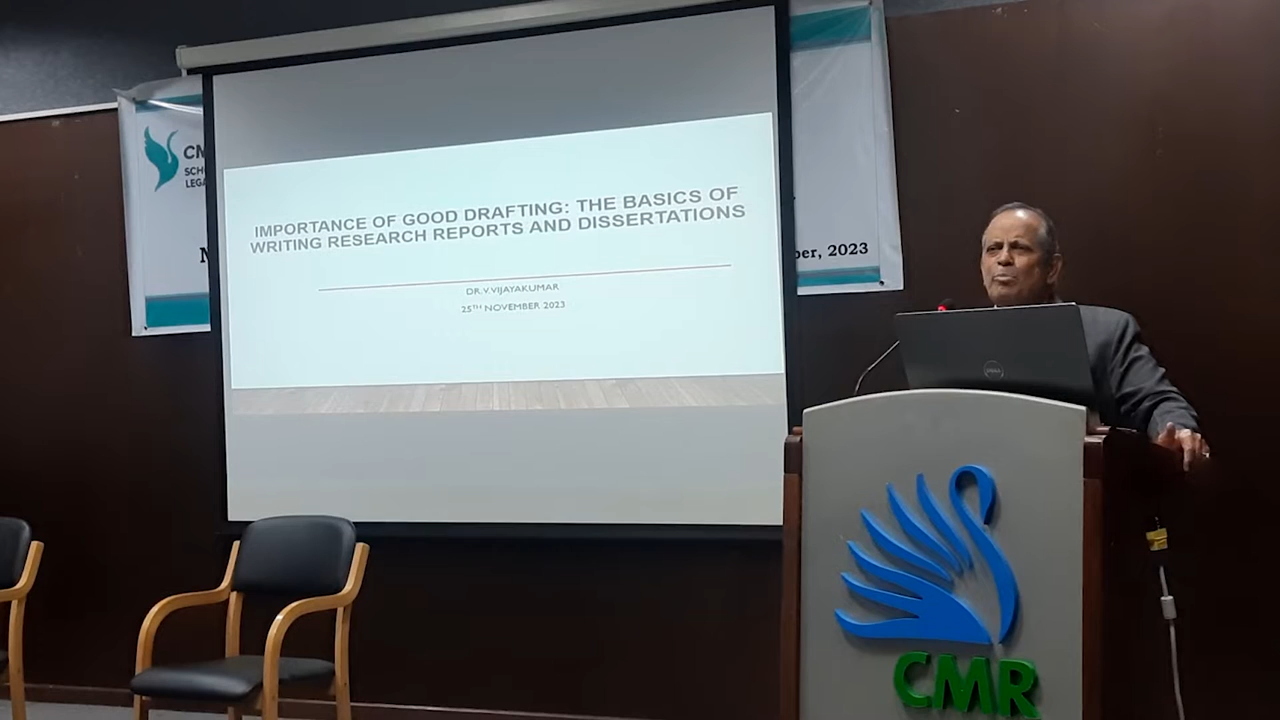 IMPORTANCE OF GOOD DRAFTING: THE BASICS OF
WRITING RESEARCH REPORTS AND DISSERTATIONS
DR. V. VIJAYAKUMAR
25TH NOVEMBER 2023
2023
DELL
CMR